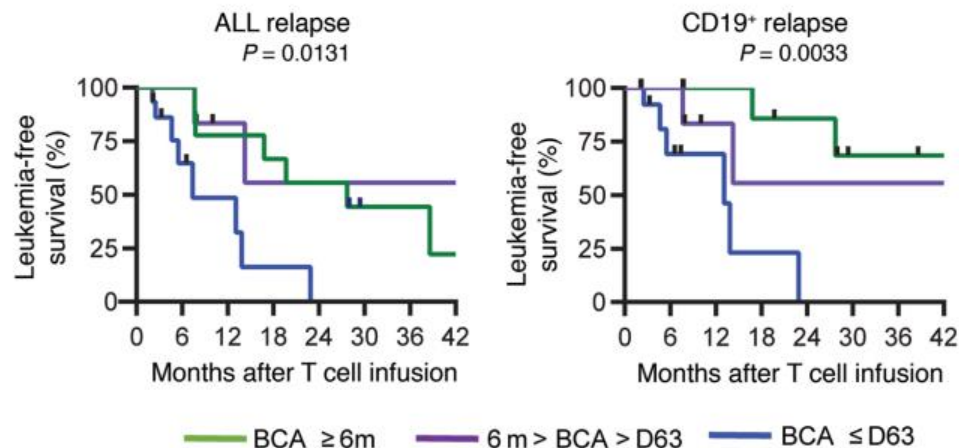 ALL relapse
P = 0.0131
100
75
50
25
0
Leukemia-free
survival (%)
0 6 12 18 24 30 36 42
Months after T cell infusion
CD19⁺ relapse
P = 0.0033
100
75
50
25
0
Leukemia-free
survival (%)
0 6 12 18 24 30 36 42
Months after T cell infusion
BCA ≥ 6m 6 m > BCA > D63 BCA ≤ D63